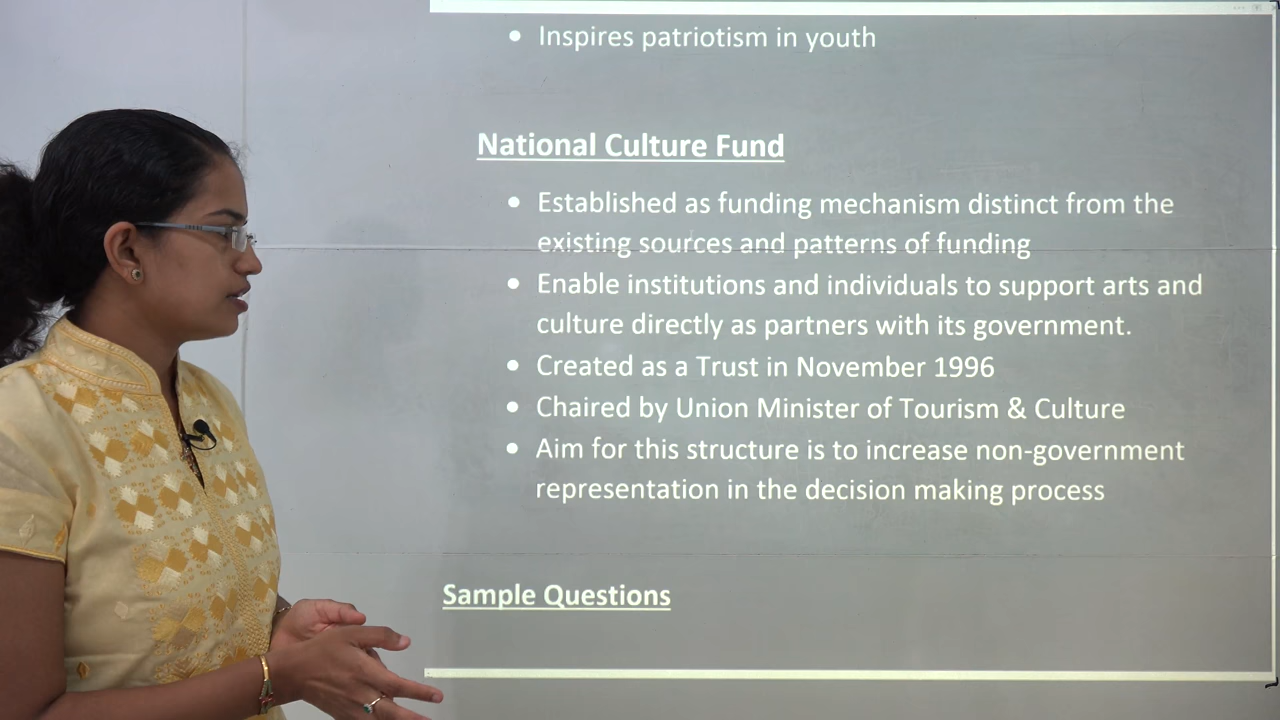 • Inspires patriotism in youth
National Culture Fund
• Established as funding mechanism distinct from the
existing sources and patterns of funding
• Enable institutions and individuals to support arts and
culture directly as partners with its government.
• Created as a Trust in November 1996
• Chaired by Union Minister of Tourism & Culture
• Aim for this structure is to increase non-government
representation in the decision making process
Sample Questions